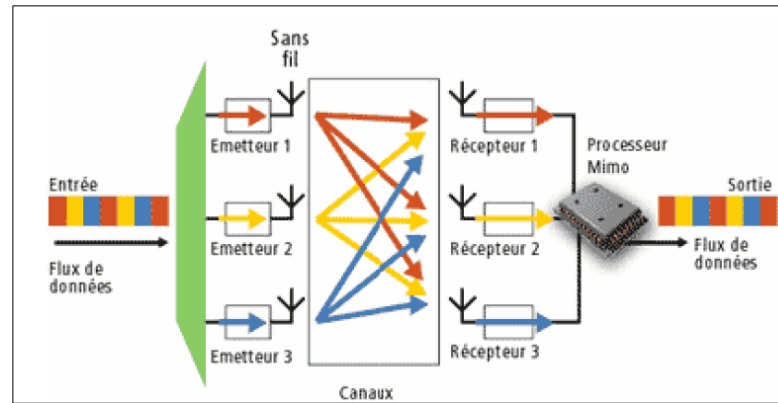 Sans
fil
Emetteur 1
Récepteur 1
Processeur
Mimo
Entrée
Sortie
Emetteur 2
Récepteur 2
Flux de
données
Flux de
données
Emetteur 3
Récepteur 3
Canaux